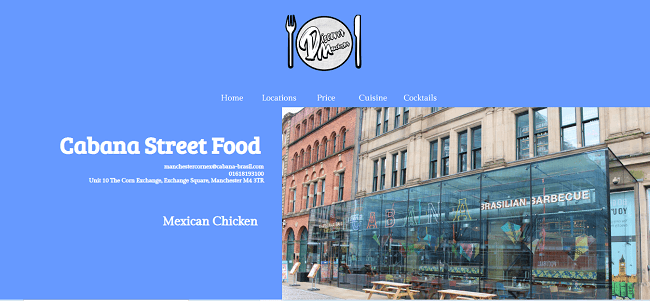 Discover
Manchester
Home Locations Price Cuisine Cocktails
Cabana Street Food
manchestercornex@cabana-brasil.com
01618193100
Unit 10 The Corn Exchange, Exchange Square, Manchester M4 3TR
Mexican Chicken
CABANA
BRASILIAN BARBECUE